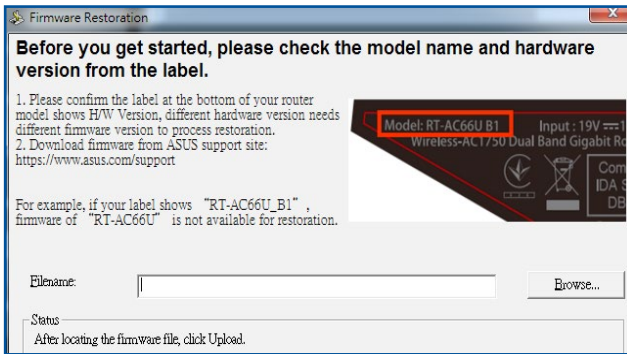 Firmware Restoration
Before you get started, please check the model name and hardware
version from the label.
1. Please confirm the label at the bottom of your router
model shows H/W Version, different hardware version needs
different firmware version to process restoration.
2. Download firmware from ASUS support site:
https://www.asus.com/support
For example, if your label shows “RT-AC66U_B1”,
firmware of “RT-AC66U” is not available for restoration.
Model: RT-AC66U B1 Input : 19V
Wireless-AC1750 Dual Band Gigabit
IDA
DB
Filename:
Browse...
Status
After locating the firmware file, click Upload.